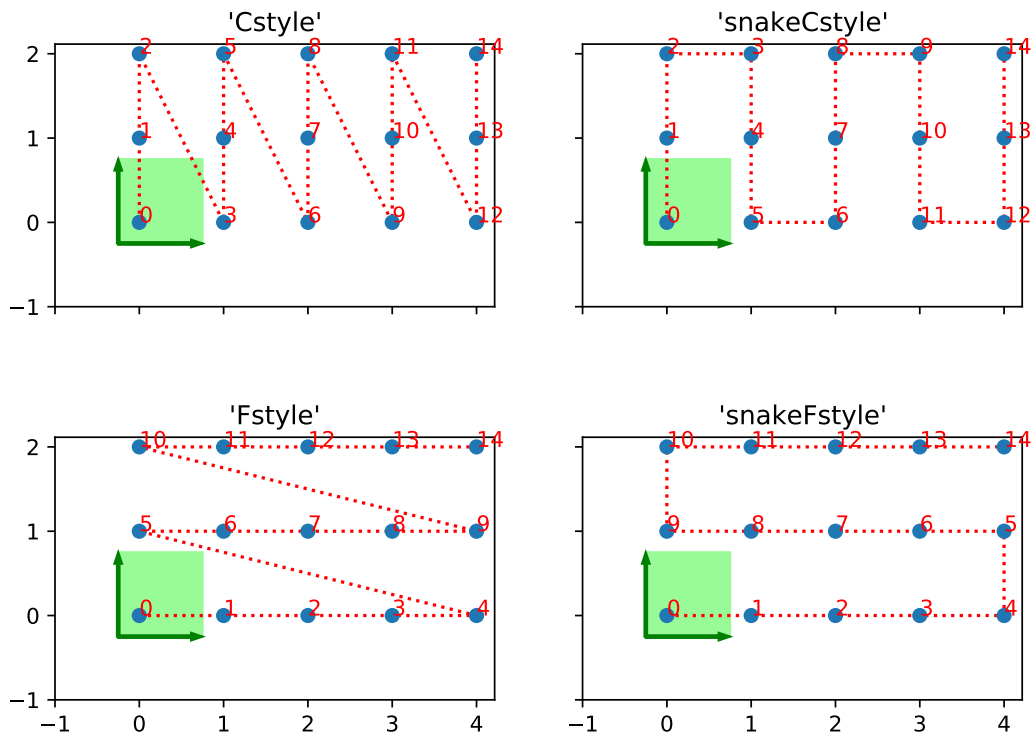 'Cstyle' 'snakeCstyle'
2 2 5 8 11 14 2 3 8 9 14
1 1 4 7 10 13 1 4 7 10 13
0 0 3 6 9 12 0 5 6 11 12
−1
'Fstyle' 'snakeFstyle'
2 10 11 12 13 14 10 11 12 13 14
1 5 6 7 8 9 9 8 7 6 5
0 0 1 2 3 4 0 1 2 3 4
−1
−1 0 1 2 3 4 −1 0 1 2 3 4